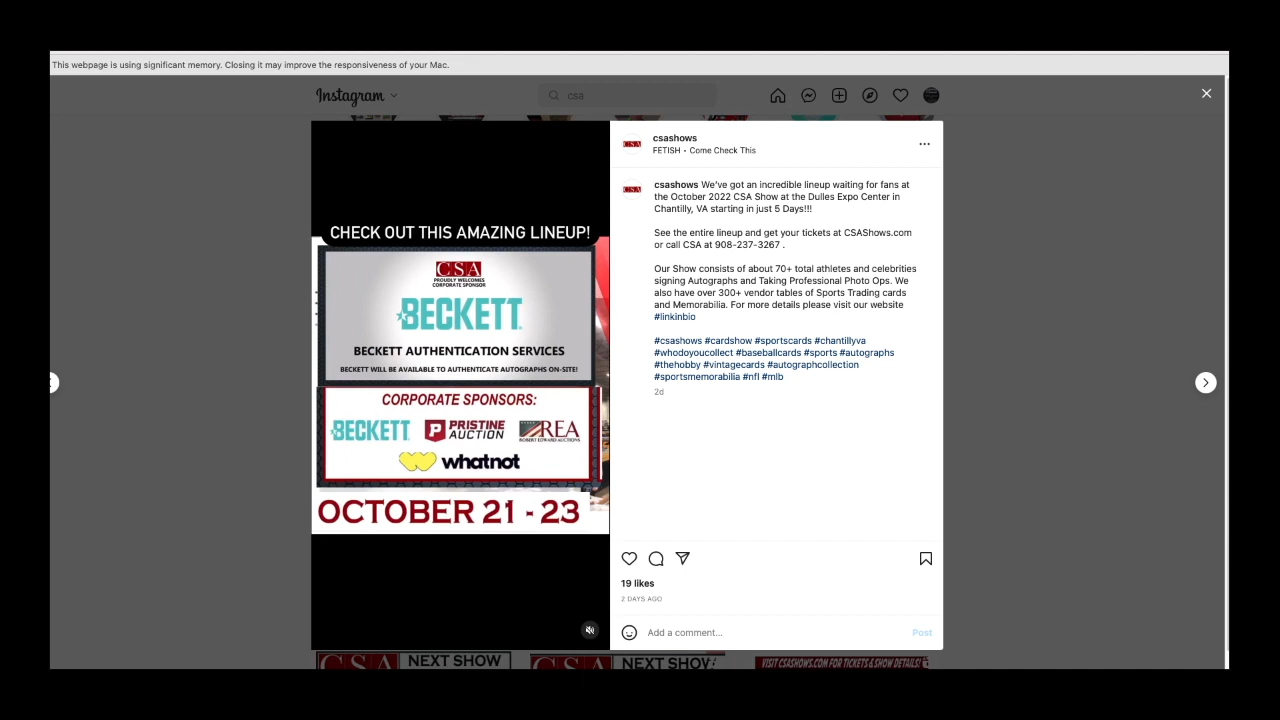 This webpage is using significant memory. Closing it may improve the responsiveness of your Mac.
Instagram
csa
csashows
FETISH • Come Check This
CHECK OUT THIS AMAZING LINEUP!
CSA
PROUDLY WELCOMES
CORPORATE SPONSOR
BECKETT
BECKETT AUTHENTICATION SERVICES
BECKETT WILL BE AVAILABLE TO AUTHENTICATE AUTOGRAPHS ON-SITE!
CORPORATE SPONSORS:
BECKETT
PRISTINE
AUCTION
REA
ROBERT EDWARD AUCTIONS
whatnot
OCTOBER 21 - 23
CSA
CSA
csashows We've got an incredible lineup waiting for fans at
the October 2022 CSA Show at the Dulles Expo Center in
Chantilly, VA starting in just 5 Days!!!
See the entire lineup and get your tickets at CSAShows.com
or call CSA at 908-237-3267 .
Our Show consists of about 70+ total athletes and celebrities
signing Autographs and Taking Professional Photo Ops. We
also have over 300+ vendor tables of Sports Trading cards
and Memorabilia. For more details please visit our website
#linkinbio
#csashows #cardshow #sportscards #chantillyva
#whodoyoucollect #baseballcards #sports #autographs
#thehobby #vintagecards #autographcollection
#sportsmemorabilia #nfl #mlb
2d
19 likes
2 DAYS AGO
Add a comment...
Post
CSA NEXT SHOW
CSA NEXT SHOW
VISIT CSASHOWS.COM FOR TICKETS & SHOW DETAILS!